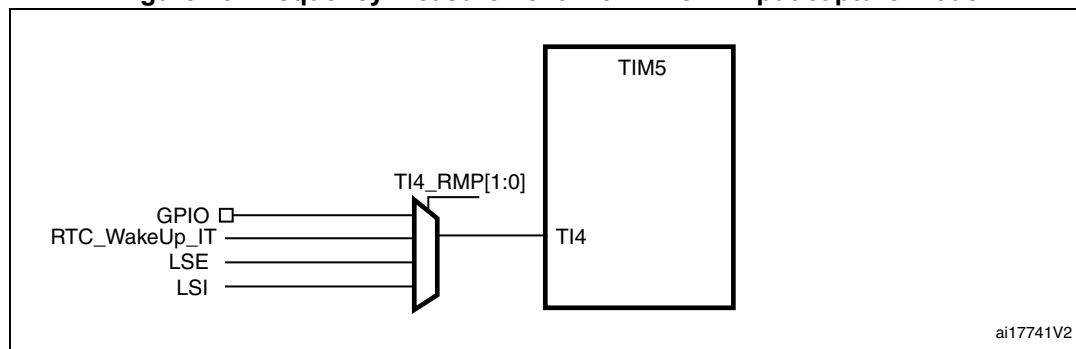 TIM5
TI4_RMP[1:0]
GPIO
RTC_WakeUp_IT
TI4
LSE
LSI
ai17741V2